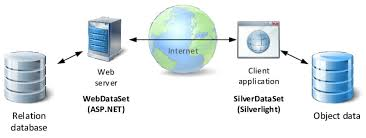 Internet
Web
server
Client
application
WebDataSet
(ASP.NET)
SilverDataSet
(Silverlight)
Relation
database
Object data